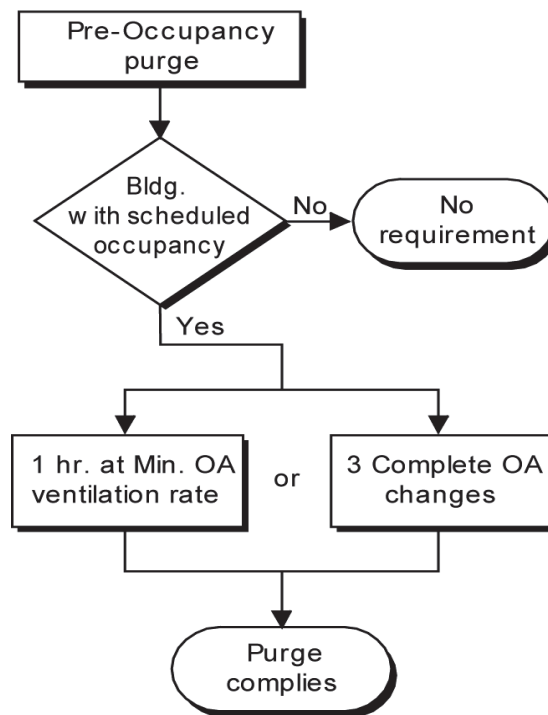 Pre-Occupancy
purge
Bldg.
with scheduled
occupancy
No
No
requirement
Yes
1 hr. at Min. OA
ventilation rate
or
3 Complete OA
changes
Purge
complies